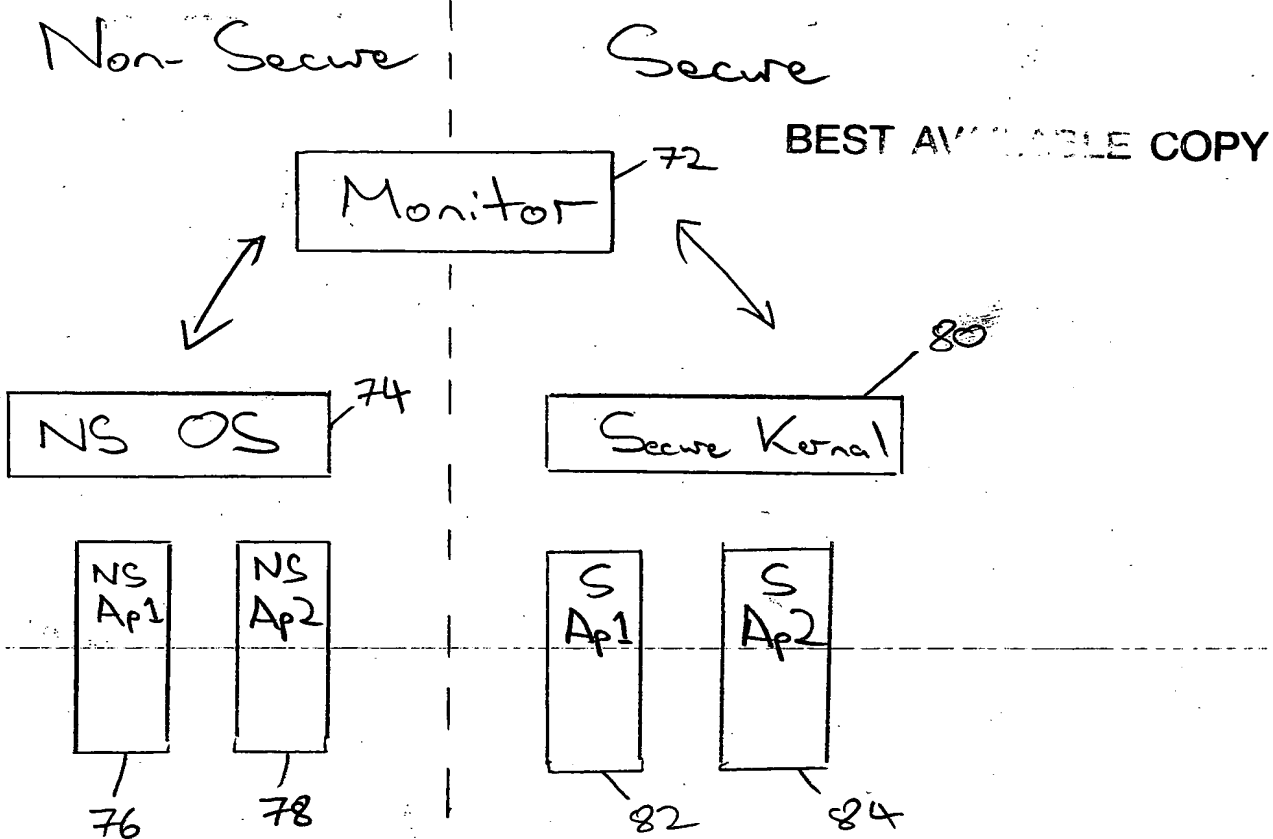 Non-Secure
Secure
BEST COPY
Monitor
72
74
80
NS OS
Secure Kernal
NS
Ap1
NS
Ap2
S
Ap1
S
Ap2
76
78
82
84